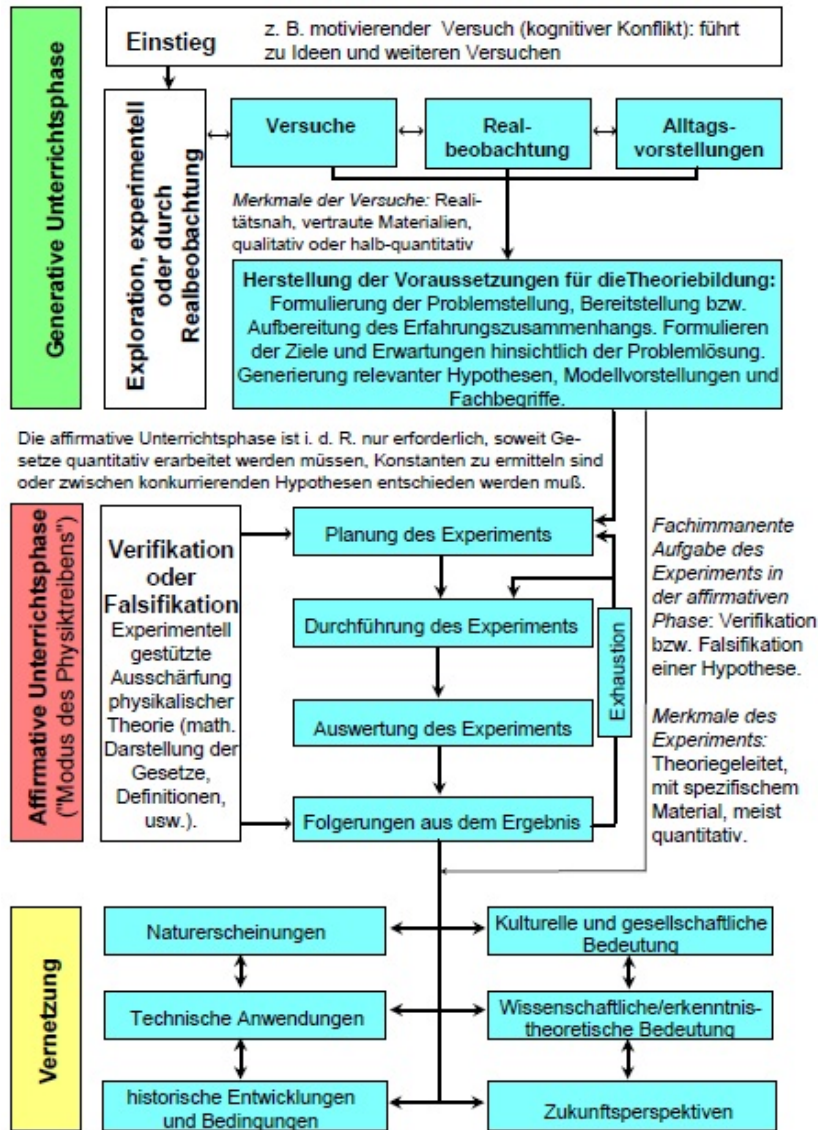 Einstieg
z. B. motivierender Versuch (kognitiver Konflikt): führt
zu Ideen und weiteren Versuchen
Generative Unterrichtsphase
Exploration, experimentell
oder durch
Realbeobachtung
Versuche
Real-
beobachtung
Alltags-
vorstellungen
Merkmale der Versuche: Reali-
tätsnah, vertraute Materialien,
qualitativ oder halb-quantitativ
Herstellung der Voraussetzungen für dieTheoriebildung:
Formulierung der Problemstellung, Bereitstellung bzw.
Aufbereitung des Erfahrungszusammenhangs. Formulieren
der Ziele und Erwartungen hinsichtlich der Problemlösung.
Generierung relevanter Hypothesen, Modellvorstellungen und
Fachbegriffe.
Die affirmative Unterrichtsphase ist i. d. R. nur erforderlich, soweit Ge-
setze quantitativ erarbeitet werden müssen, Konstanten zu ermitteln sind
oder zwischen konkurrierenden Hypothesen entschieden werden muß.
Affirmative Unterrichtsphase
("Modus des Physiktreibens")
Verifikation
oder
Falsifikation
Experimentell
gestützte
Ausschärfung
physikalischer
Theorie (math.
Darstellung der
Gesetze,
Definitionen,
usw.).
Planung des Experiments
Durchführung des Experiments
Auswertung des Experiments
Folgerungen aus dem Ergebnis
Exhaustion
Fachimmanente
Aufgabe des
Experiments in
der affirmativen
Phase: Verifikation
bzw. Falsifikation
einer Hypothese.
Merkmale des
Experiments:
Theoriegeleitet,
mit spezifischem
Material, meist
quantitativ.
Vernetzung
Naturerscheinungen
Kulturelle und gesellschaftliche
Bedeutung
Technische Anwendungen
Wissenschaftliche/erkenntnis-
theoretische Bedeutung
historische Entwicklungen
und Bedingungen
Zukunftsperspektiven